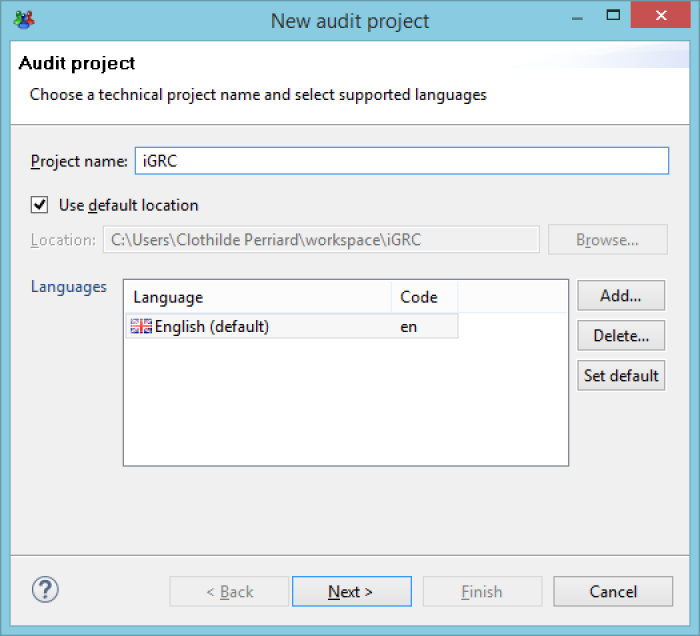 New audit project
Audit project
Choose a technical project name and select supported languages
Project name: iGRC
Use default location
Location: C:\Users\Clothilde Perriard\workspace\iGRC Browse...
Languages Language Code Add...
English (default) en
Delete...
Set default
? < Back Next > Finish Cancel